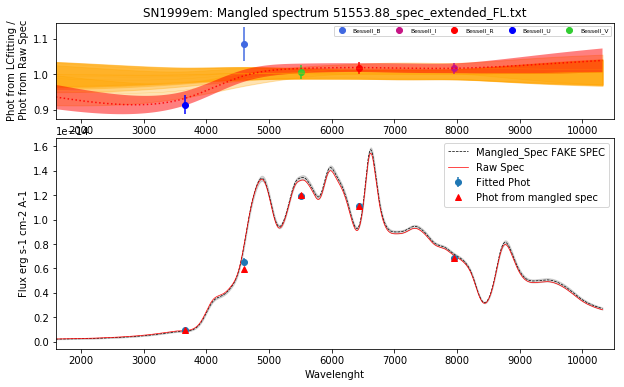 SN1999em: Mangled spectrum 51553.88_spec_extended_FL.txt
Phot from LCfitting /
Phot from Raw Spec
1.1
1.0
0.9
Bessell_B
Bessell_I
Bessell_R
Bessell_U
Bessell_V
2000 3000 4000 5000 6000 7000 8000 9000 10000
1e-14
Flux erg s-1 cm-2 A-1
1.6
1.4
1.2
1.0
0.8
0.6
0.4
0.2
0.0
Mangled_Spec FAKE SPEC
Raw Spec
Fitted Phot
Phot from mangled spec
2000 3000 4000 5000 6000 7000 8000 9000 10000
Wavelenght